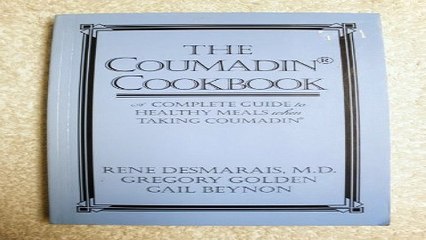 THE
COUMADIN®
COOKBOOK
A COMPLETE GUIDE to
HEALTHY MEALS when
TAKING COUMADIN®
RENE DESMARAIS, M.D.
GREGORY GOLDEN
GAIL BEYNON